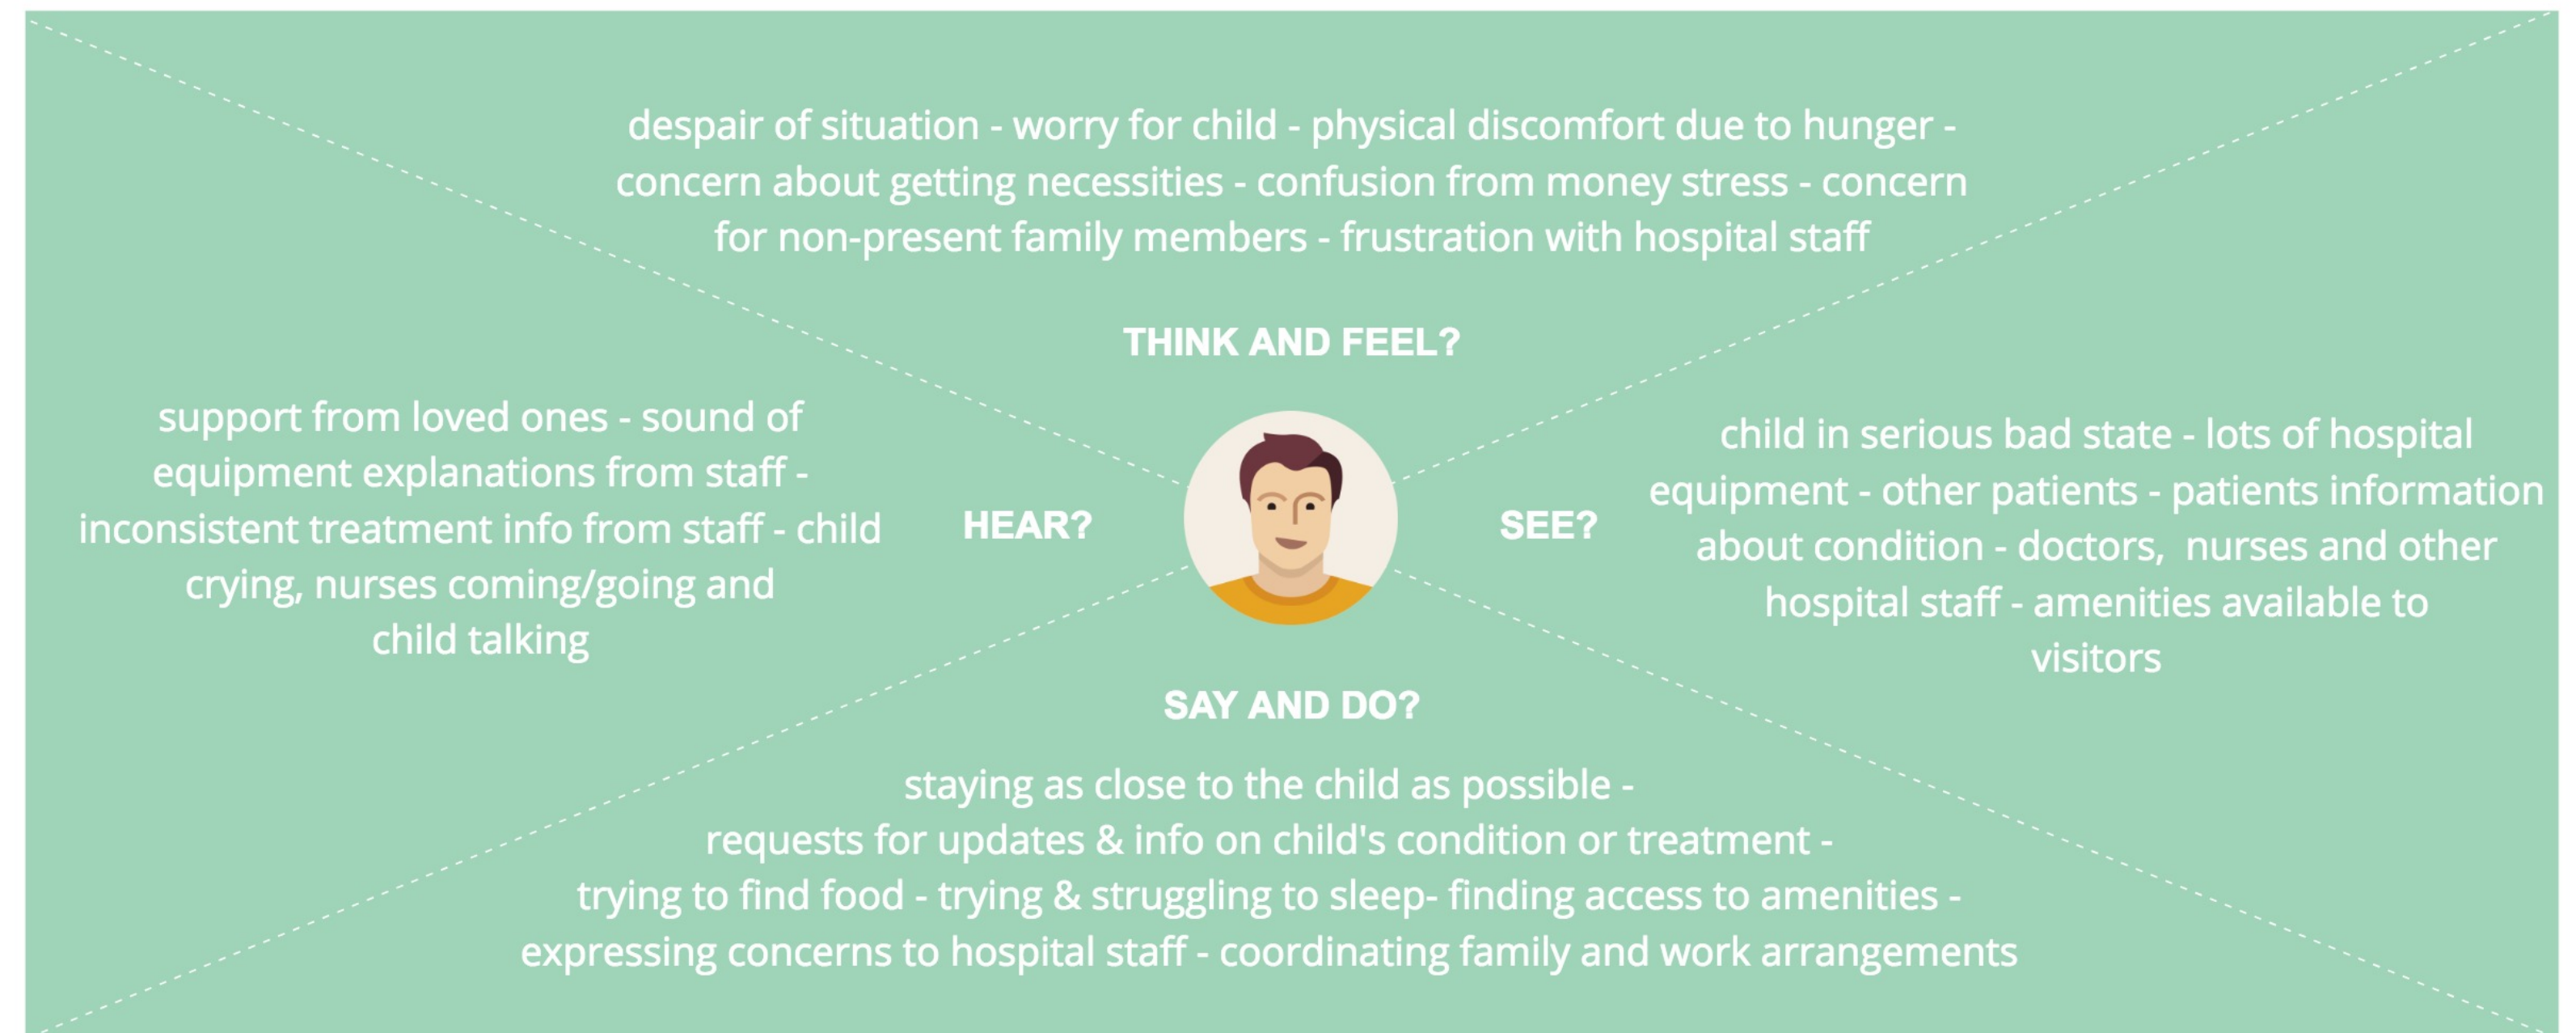 despair of situation - worry for child - physical discomfort due to hunger -
concern about getting necessities - confusion from money stress - concern
for non-present family members - frustration with hospital staff
THINK AND FEEL?
support from loved ones - sound of
equipment explanations from staff -
inconsistent treatment info from staff - child
crying, nurses coming/going and
child talking
HEAR?
SEE?
child in serious bad state - lots of hospital
equipment - other patients - patients information
about condition - doctors,  nurses and other
hospital staff - amenities available to
visitors
SAY AND DO?
staying as close to the child as possible -
requests for updates & info on child's condition or treatment -
trying to find food - trying & struggling to sleep- finding access to amenities -
expressing concerns to hospital staff - coordinating family and work arrangements